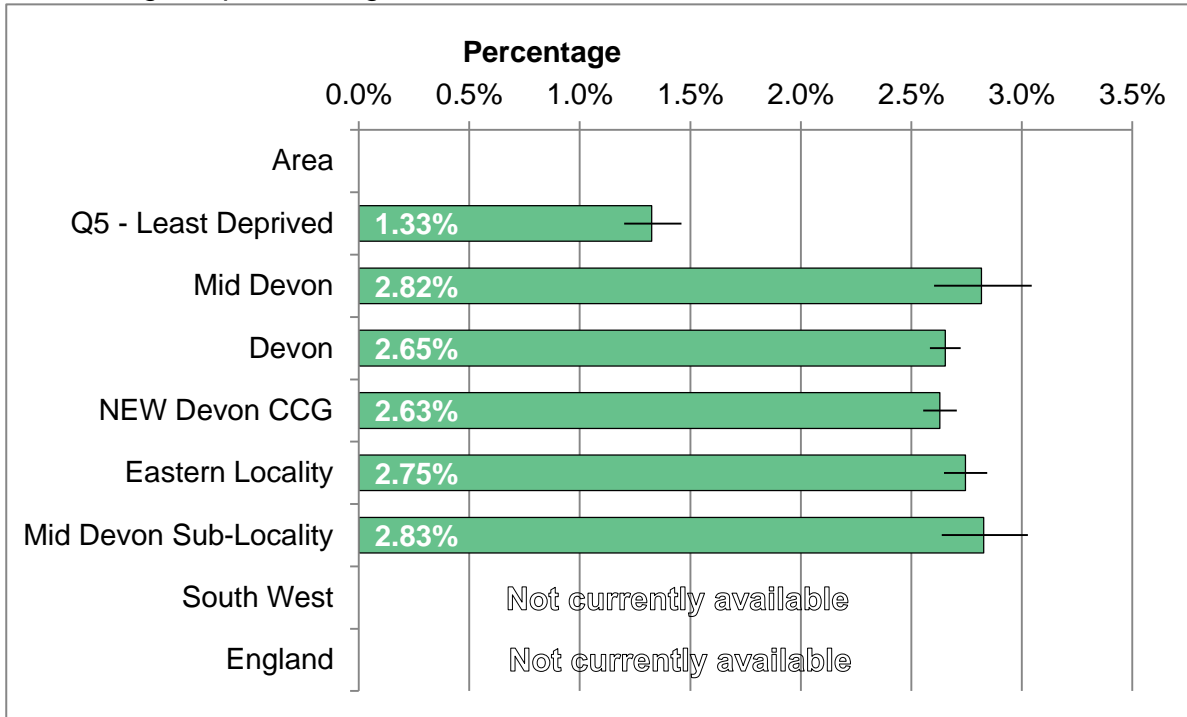 Percentage
0.0% 0.5% 1.0% 1.5% 2.0% 2.5% 3.0% 3.5%
Area
Q5 - Least Deprived 1.33%
Mid Devon 2.82%
Devon 2.65%
NEW Devon CCG 2.63%
Eastern Locality 2.75%
Mid Devon Sub-Locality 2.83%
South West Not currently available
England Not currently available